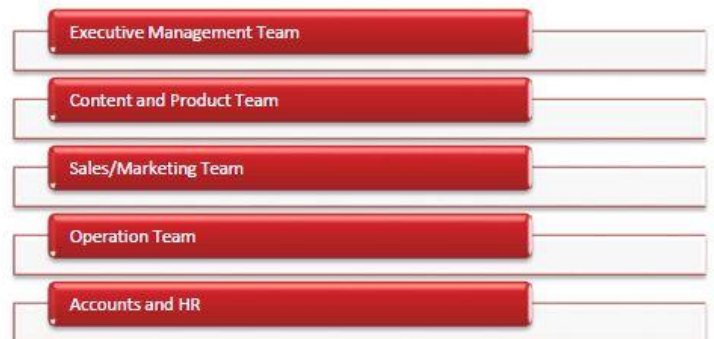 Executive Management Team
Content and Product Team
Sales/Marketing Team
Operation Team
Accounts and HR